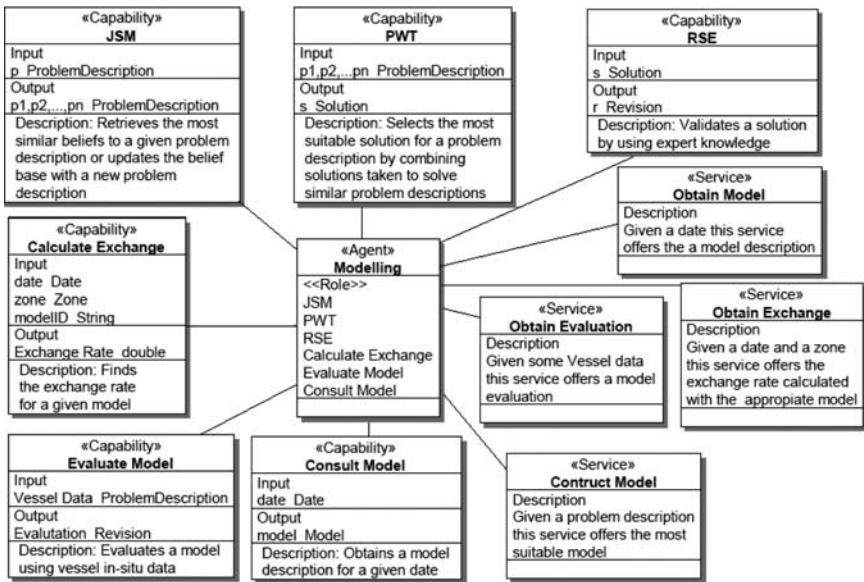 «Capability»
JSM
Input
p ProblemDescription
Output
p1,p2,...,pn ProblemDescription
Description: Retrieves the most
similar beliefs to a given problem
description or updates the belief
base with a new problem
description
«Capability»
PWT
Input
p1,p2,...pn ProblemDescription
Output
s Solution
Description: Selects the most
suitable solution for a problem
description by combining
solutions taken to solve
similar problem descriptions
«Capability»
RSE
Input
s Solution
Output
r Revision
Description: Validates a solution
by using expert knowledge
«Service»
Obtain Model
Description
Given a date this service
offers the a model description
«Capability»
Calculate Exchange
Input
date Date
zone Zone
modelID String
Output
Exchange Rate double
Description: Finds
the exchange rate
for a given model
«Agent»
Modelling
<<Role>>
JSM
PWT
RSE
Calculate Exchange
Evaluate Model
Consult Model
«Service»
Obtain Evaluation
Description
Given some Vessel data
this service offers a model
evaluation
«Service»
Obtain Exchange
Description
Given a date and a zone
this service offers the
exchange rate calculated
with the appropiate model
«Capability»
Evaluate Model
Input
Vessel Data ProblemDescription
Output
Evalutation Revision
Description: Evaluates a model
using vessel in-situ data
«Capability»
Consult Model
Input
date Date
Output
model Model
Description: Obtains a model
description for a given date
«Service»
Contruct Model
Description
Given a problem description
this service offers the most
suitable model